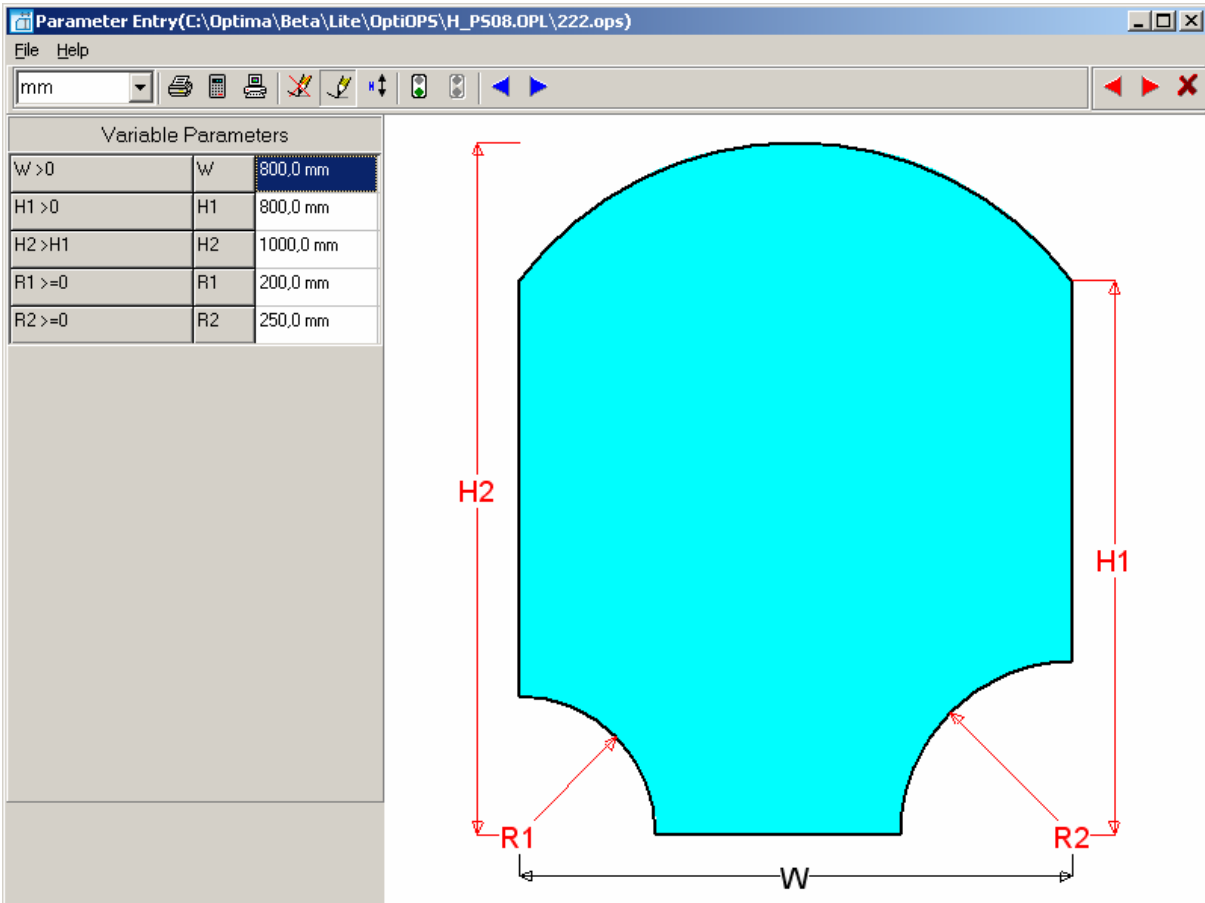 Parameter Entry(C:\Optima\Beta\Lite\OptiOPS\H_PS08.OPL\222.ops)
File Help
mm
Variable Parameters
W >0 W 800,0 mm
H1 >0 H1 800,0 mm
H2 >H1 H2 1000,0 mm
R1 >=0 R1 200,0 mm
R2 >=0 R2 250,0 mm
H2
H1
R1
R2
W